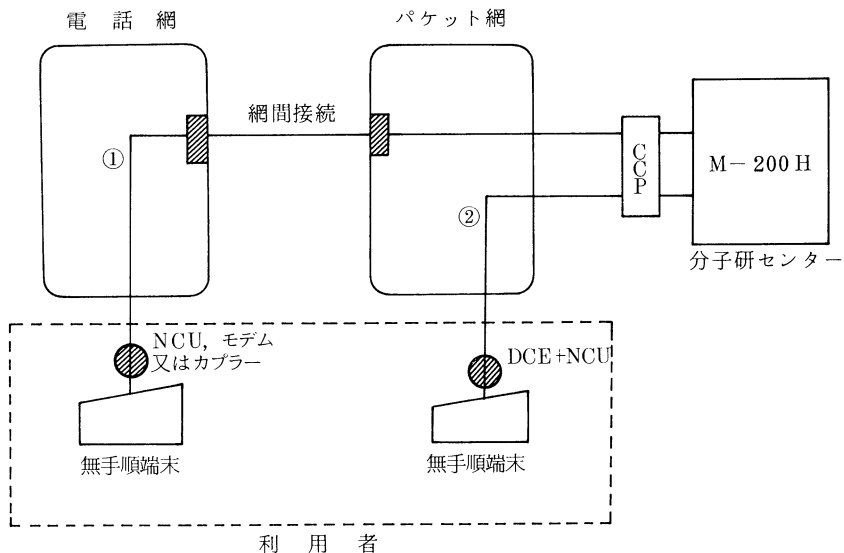 電話網
パケット網
網間接続
①
②
CCP
M-200H
分子研センター
NCU, モデム
又はカプラー
DCE+NCU
無手順端末
無手順端末
利用者